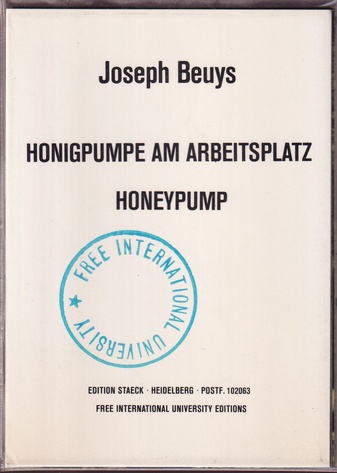 Joseph Beuys
HONIGPUMPE AM ARBEITSPLATZ
HONEYPUMP
FREE INTERNATIONAL UNIVERSITY ★
EDITION STAECK · HEIDELBERG · POSTF. 102063
FREE INTERNATIONAL UNIVERSITY EDITIONS